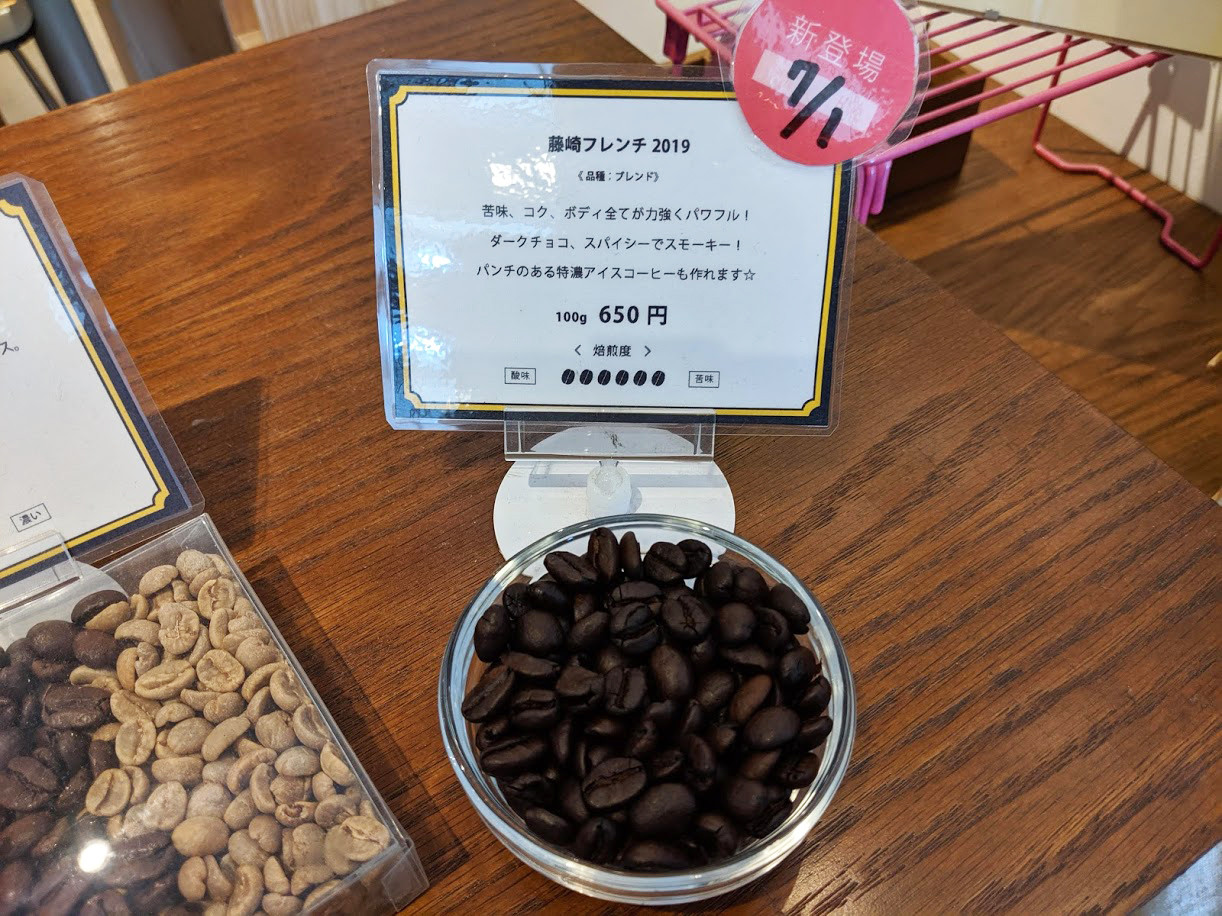 新登場
7/1
藤崎フレンチ 2019
《品種：ブレンド》
苦味、コク、ボディ全てが力強くパワフル！
ダークチョコ、スパイシーでスモーキー！
パンチのある特濃アイスコーヒーも作れます☆
100g 650 円
< 焙煎度 >
酸味
苦味
ス。
濃い